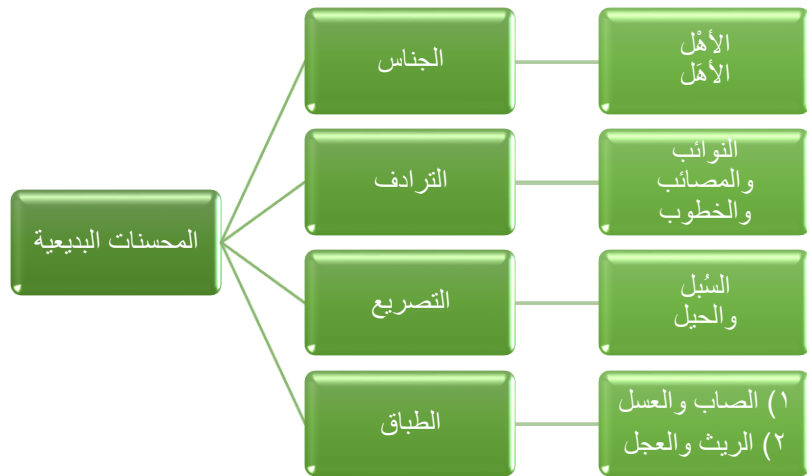 المحسنات البديعية
الجناس
الأهْل
الأهَل
الترادف
النوائب
والمصائب
والخطوب
التصريع
السُبل
والحيل
الطباق
١) الصاب والعسل
٢) الريث والعجل